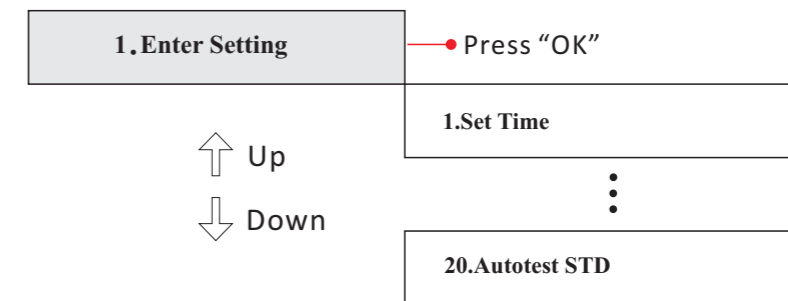 1.Enter Setting
Press “OK”
1.Set Time
Up
Down
20.Autotest STD